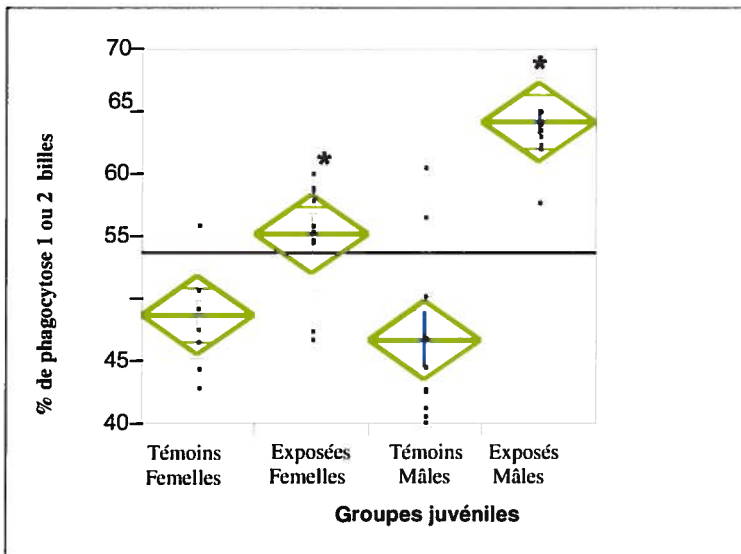 % de phagocytose 1 ou 2 billes
70
65
60
55
45
40
*
*
Témoins Femelles
Exposées Femelles
Témoins Mâles
Exposés Mâles
Groupes juvéniles